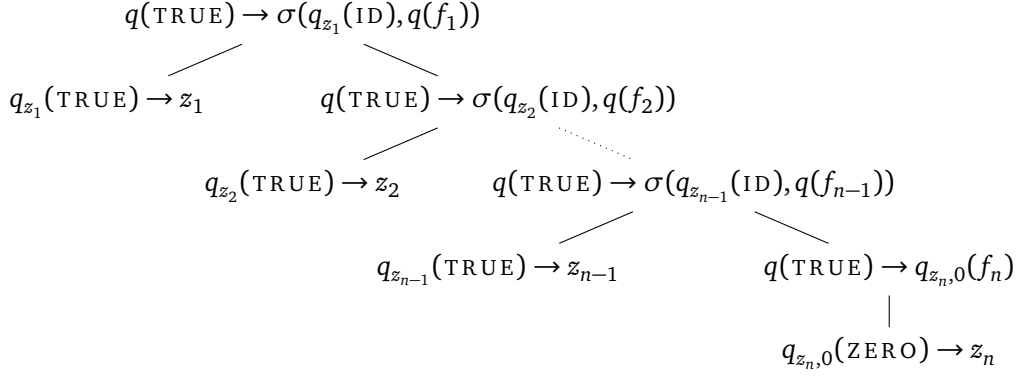 q(TRUE) → σ(q_{z_1}(ID), q(f_1))
q_{z_1}(TRUE) → z_1 q(TRUE) → σ(q_{z_2}(ID), q(f_2))
q_{z_2}(TRUE) → z_2 q(TRUE) → σ(q_{z_{n−1}}(ID), q(f_{n−1}))
q_{z_{n−1}}(TRUE) → z_{n−1} q(TRUE) → q_{z_n,0}(f_n)
q_{z_n,0}(ZERO) → z_n